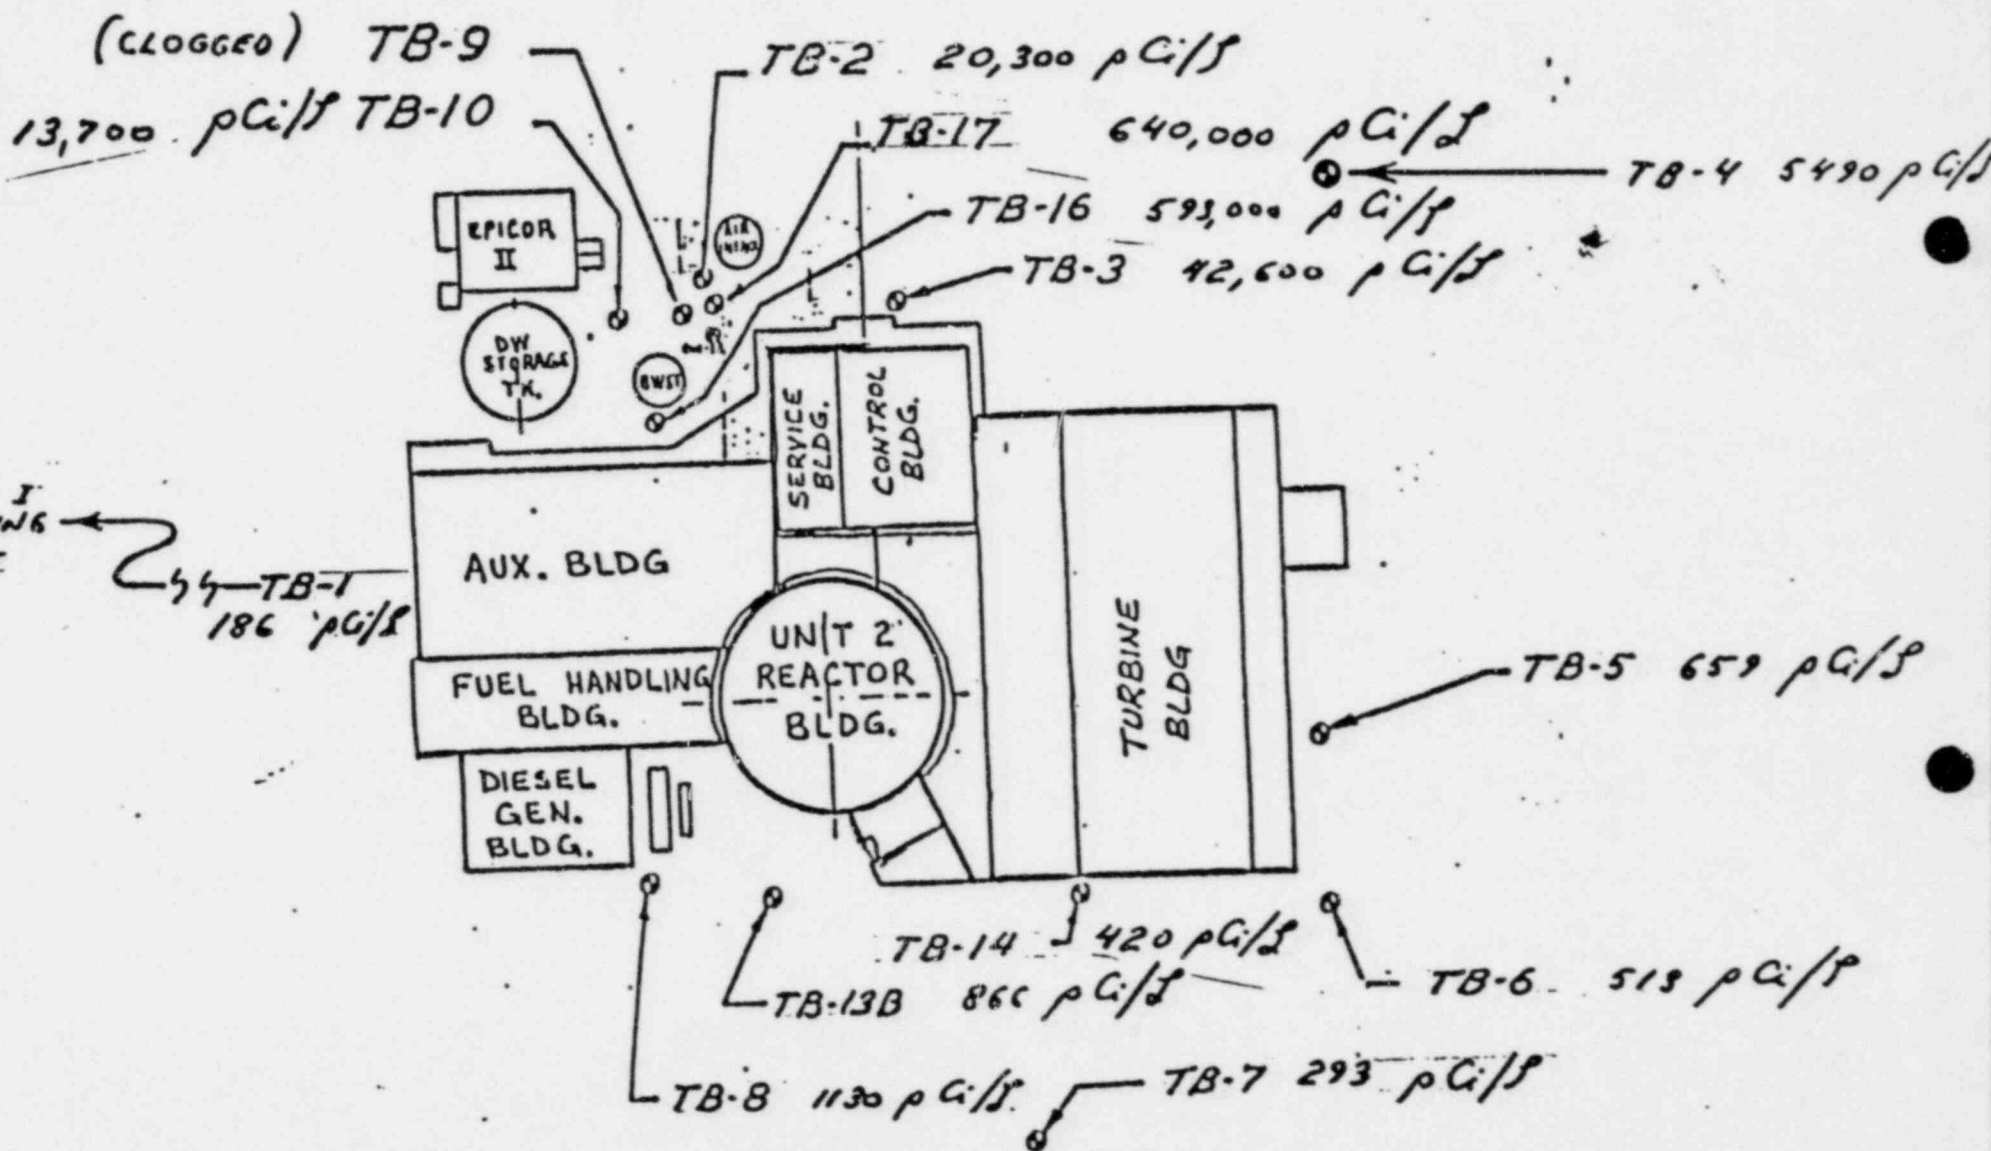 (CLOGGED) TB-9
13,700 pCi/l TB-10
TB-2 20,300 pCi/l
TB-17 640,000 pCi/l
TB-4 5490 pCi/l
TB-16 593,000 pCi/l
TB-3 42,600 pCi/l
EPICOR
II
AIR
DW
STORAGE
TK.
BWST
SERVICE
BLDG.
CONTROL
BLDG.
I
TB-1
186 pCi/l
AUX. BLDG
FUEL HANDLING
BLDG.
UNIT 2
REACTOR
BLDG.
TURBINE
BLDG
TB-5 659 pCi/l
DIESEL
GEN.
BLDG.
TB-14 420 pCi/l
TB-13B 866 pCi/l
TB-6 513 pCi/l
TB-8 1130 pCi/l
TB-7 293 pCi/l